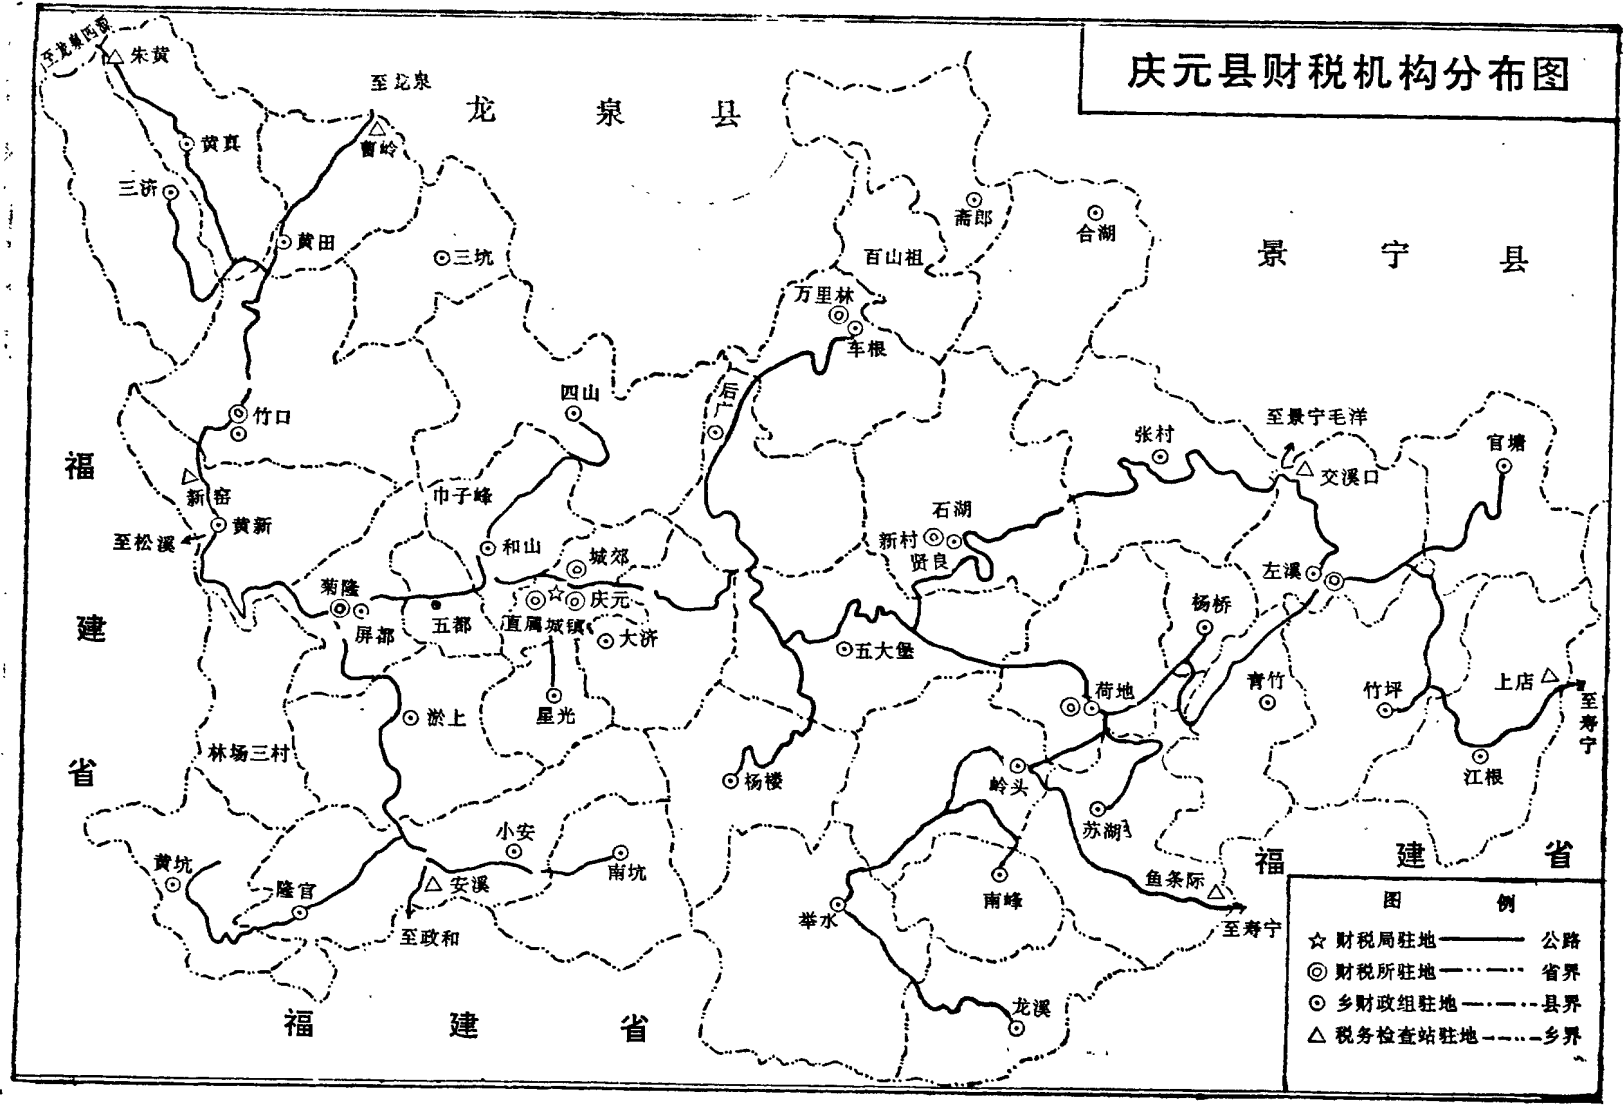 庆元县财税机构分布图
至龙泉四源
朱黄
至龙泉
龙泉县
黄真
曹岭
三济
黄田
三坑
斋郎
合湖
百山祖
景宁县
万里林
车根
后广
四山
竹口
至景宁毛洋
张村
官塘
交溪口
福建省
新窑
巾子峰
黄新
至松溪
石湖
新村
贤良
和山
城郊
菊隆
屏都
五都
庆元
直属
城镇
大济
左溪
杨桥
五大堡
荷地
青竹
竹坪
上店
至寿宁
淤上
星光
林场三村
杨楼
岭头
江根
苏湖
小安
南坑
黄坑
隆官
安溪
至政和
举水
南峰
鱼条际
至寿宁
福建省
龙溪
福建省
图例
财税局驻地 公路
财税所驻地 省界
乡财政组驻地 县界
税务检查站驻地 乡界